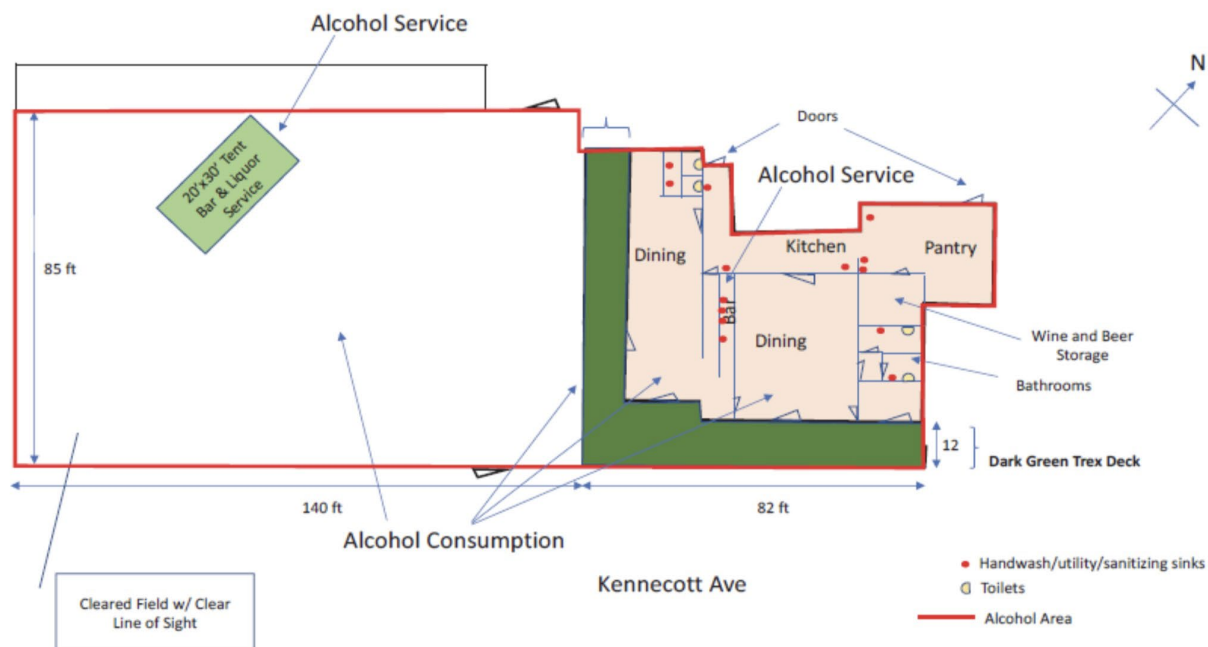 Alcohol Service
N
Doors
20'x30' Tent
Bar & Liquor
Service
Alcohol Service
85 ft
Dining
Kitchen
Pantry
Bar
Dining
Wine and Beer
Storage
Bathrooms
12
Dark Green Trex Deck
140 ft
82 ft
Alcohol Consumption
Kennecott Ave
Handwash/utility/sanitizing sinks
Toilets
Alcohol Area
Cleared Field w/ Clear
Line of Sight